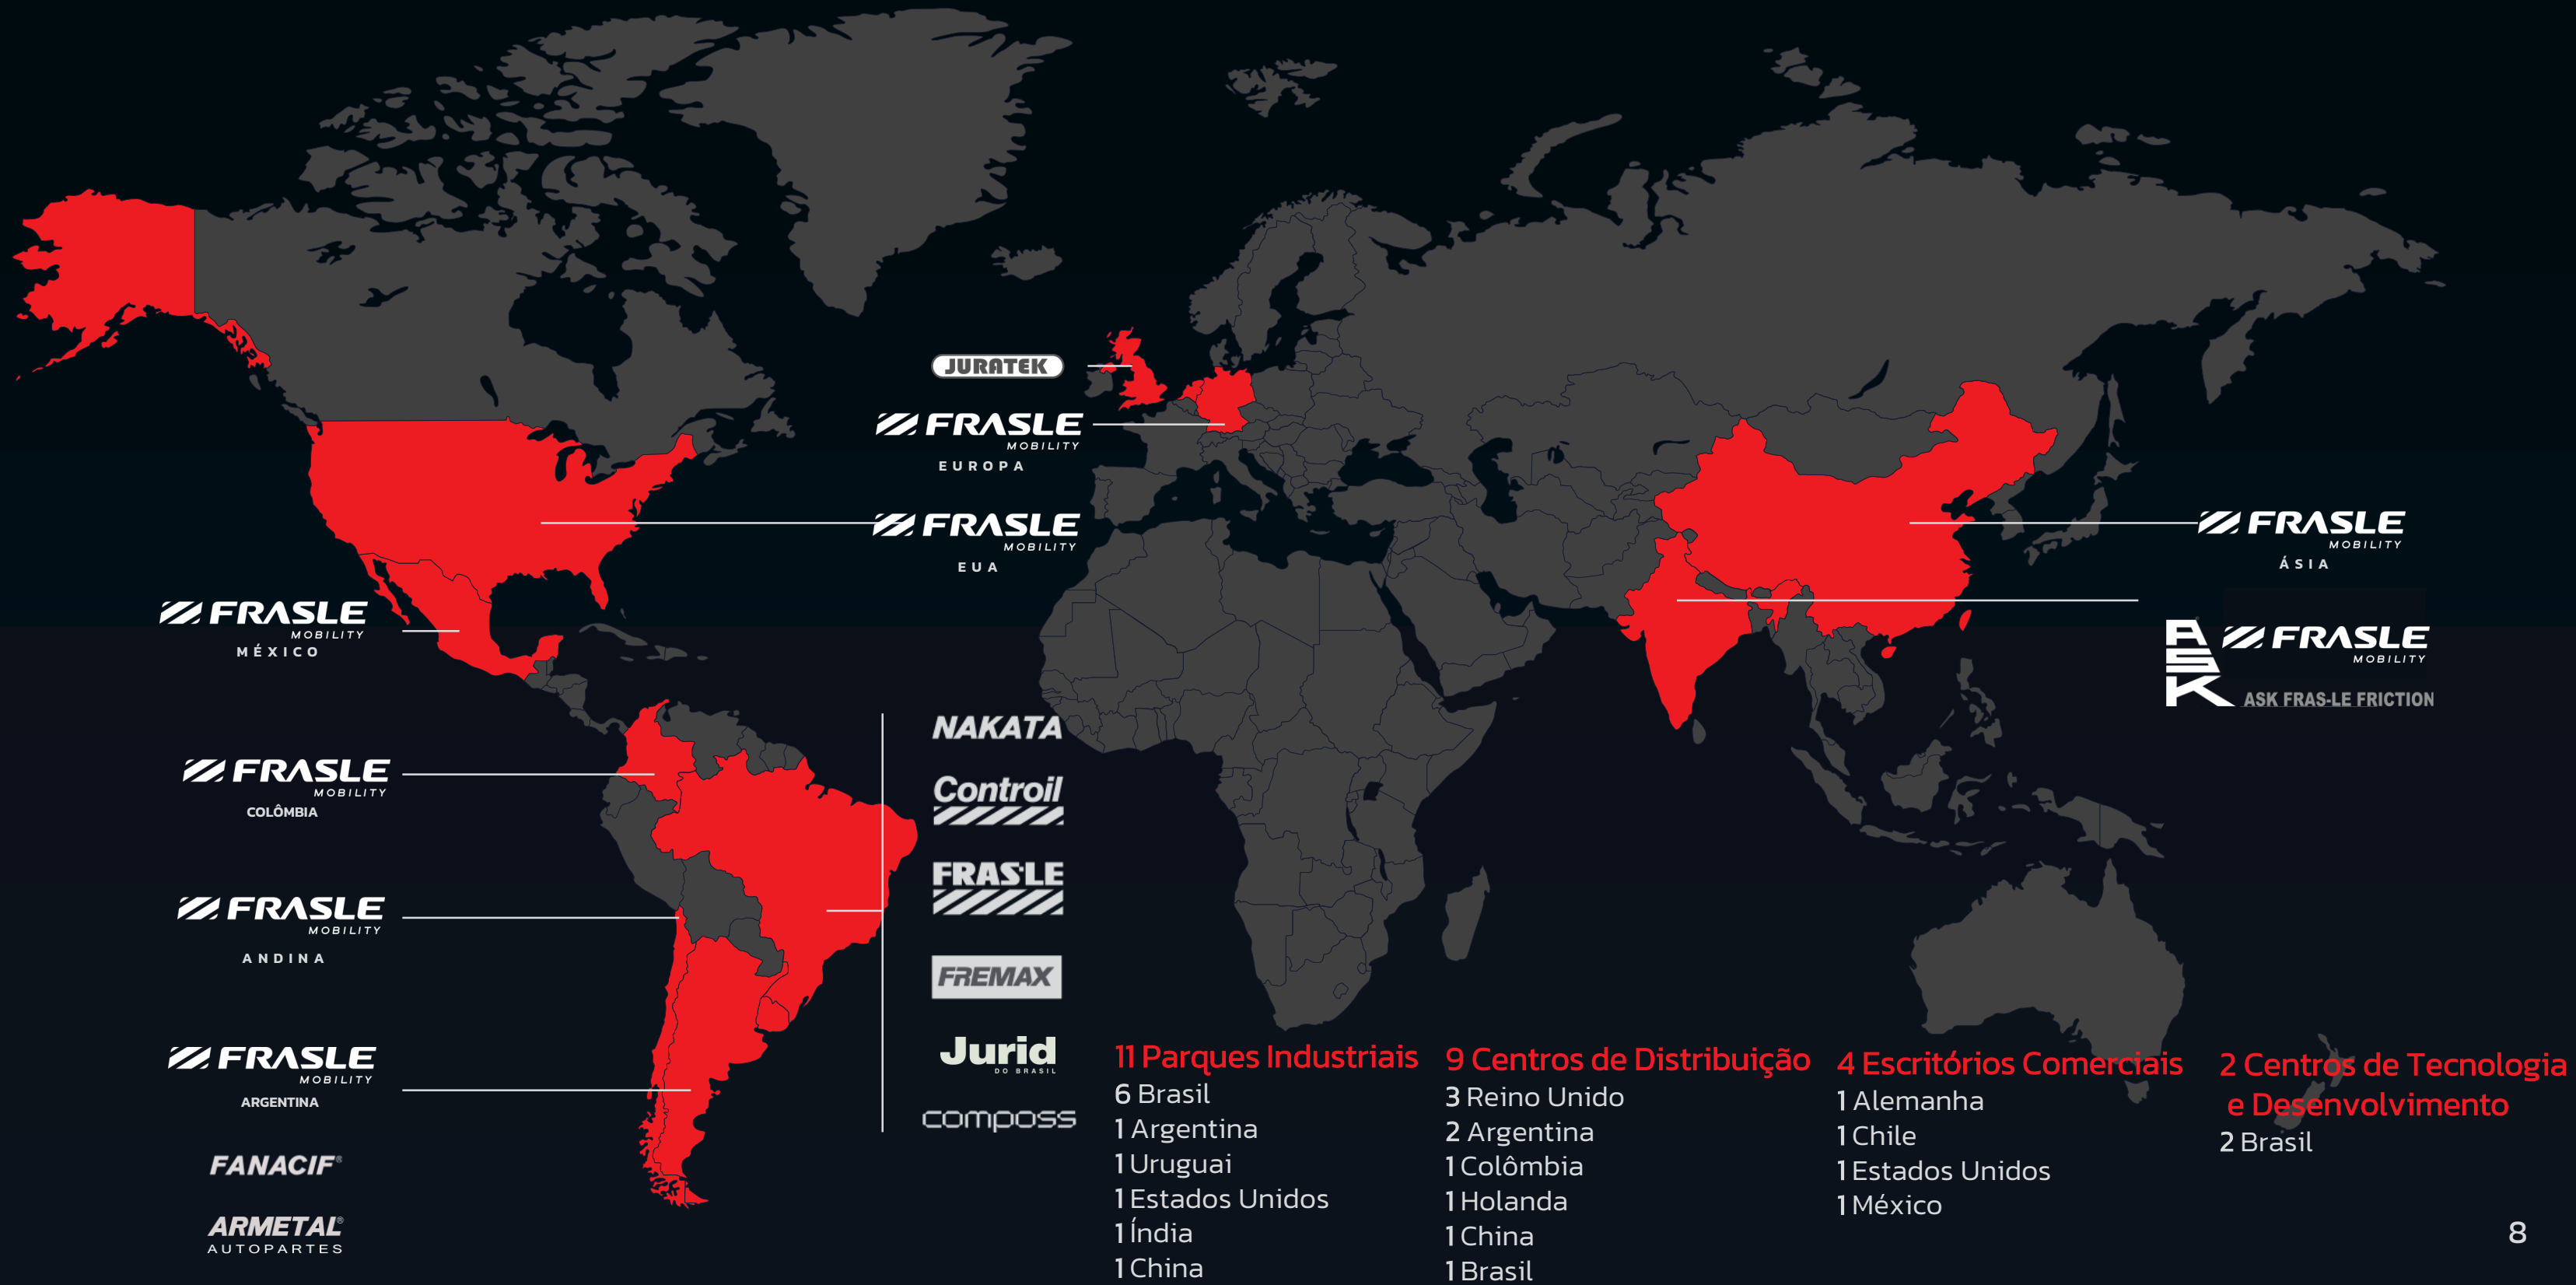 JURATEK
FRASLE
MOBILITY
EUROPA
FRASLE
MOBILITY
EUA
FRASLE
MOBILITY
MÉXICO
FRASLE
MOBILITY
COLÔMBIA
FRASLE
MOBILITY
ANDINA
FRASLE
MOBILITY
ARGENTINA
FANACIF®
ARMETAL®
AUTOPARTES
NAKATA
Controil
FRAS-LE
FREMAX
Jurid
DO BRASIL
composs
FRASLE
MOBILITY
ÁSIA
ASK
FRASLE
MOBILITY
ASK FRAS-LE FRICTION
11 Parques Industriais
6 Brasil
1 Argentina
1 Uruguai
1 Estados Unidos
1 Índia
1 China
9 Centros de Distribuição
3 Reino Unido
2 Argentina
1 Colômbia
1 Holanda
1 China
1 Brasil
4 Escritórios Comerciais
1 Alemanha
1 Chile
1 Estados Unidos
1 México
2 Centros de Tecnologia
e Desenvolvimento
2 Brasil
8